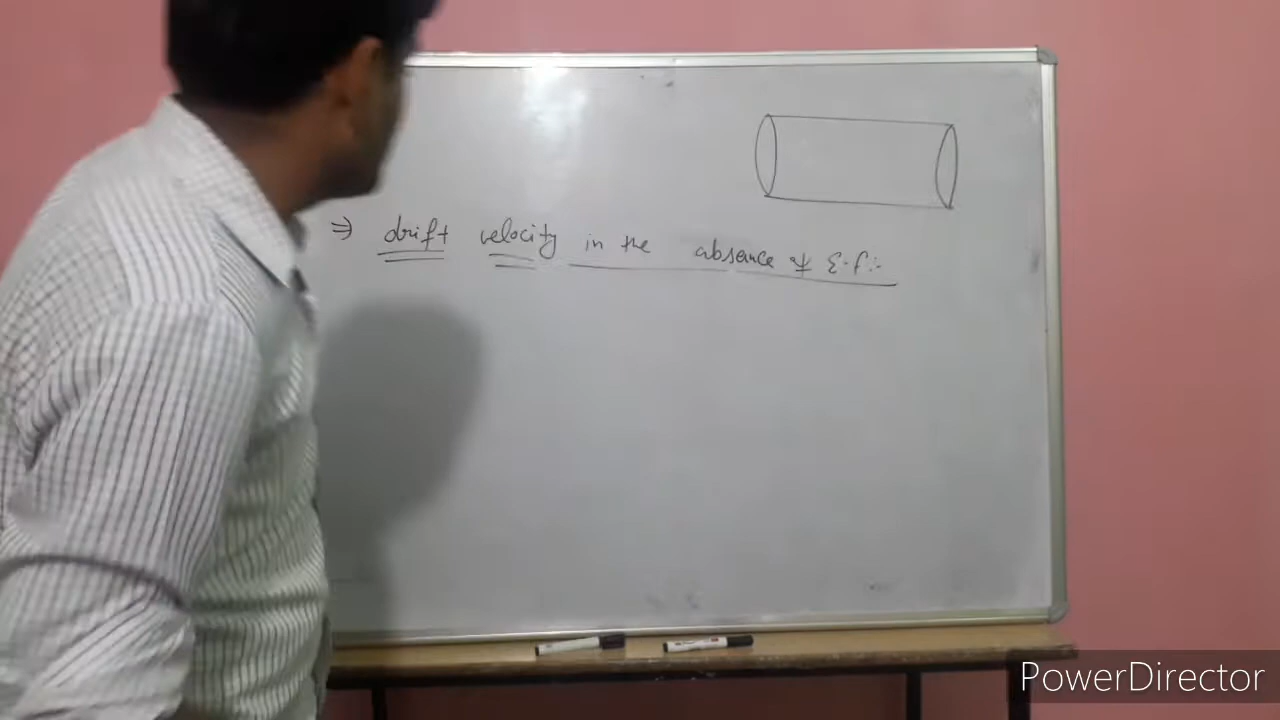 ⇒ drift velocity in the absence of E.f:-
PowerDirector